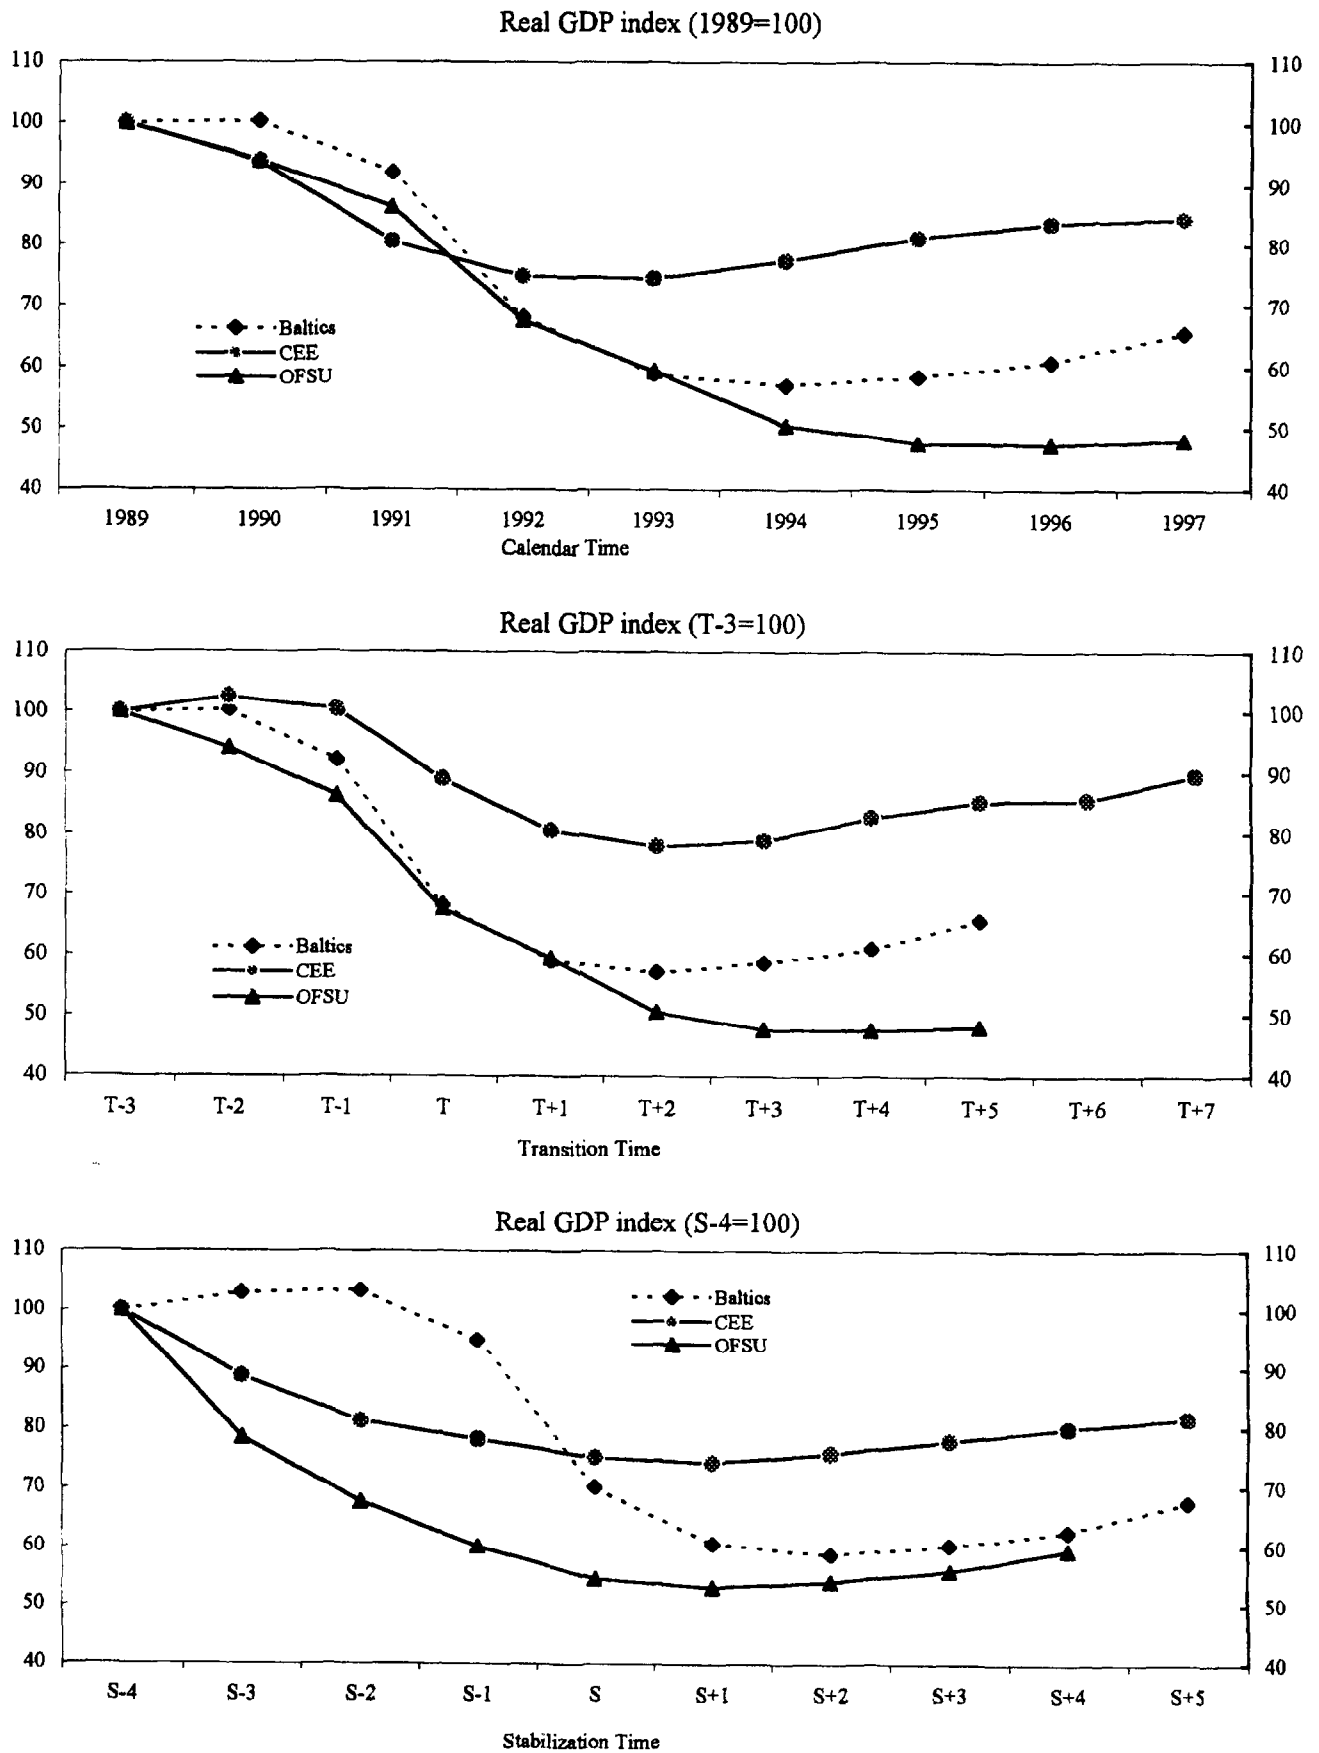 Real GDP index (1989=100)
110 110
100 100
90 90
80 80
70 70
Baltics
CEE
60 60
OFSU
50 50
40 40
1989 1990 1991 1992 1993 1994 1995 1996 1997
Calendar Time
Real GDP index (T-3=100)
110 110
100 100
90 90
80 80
70 70
Baltics
60 60
CEE
OFSU
50 50
40 40
T-3 T-2 T-1 T T+1 T+2 T+3 T+4 T+5 T+6 T+7
Transition Time
Real GDP index (S-4=100)
110 110
Baltics
100 100
CEE
OFSU
90 90
80 80
70 70
60 60
50 50
40 40
S-4 S-3 S-2 S-1 S S+1 S+2 S+3 S+4 S+5
Stabilization Time